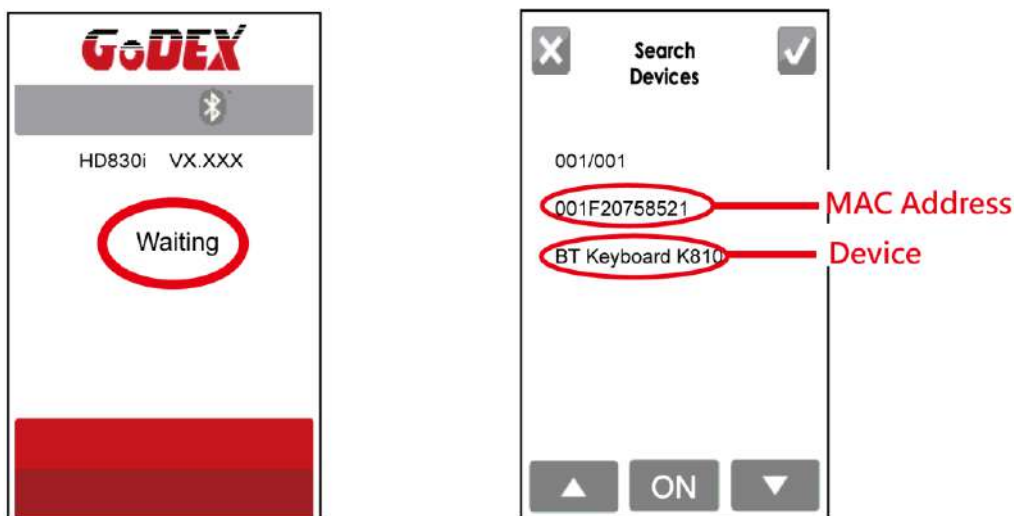 GoDEX
HD830i VX.XXX
Waiting
Search
Devices
001/001
001F20758521
BT Keyboard K810
ON
MAC Address
Device